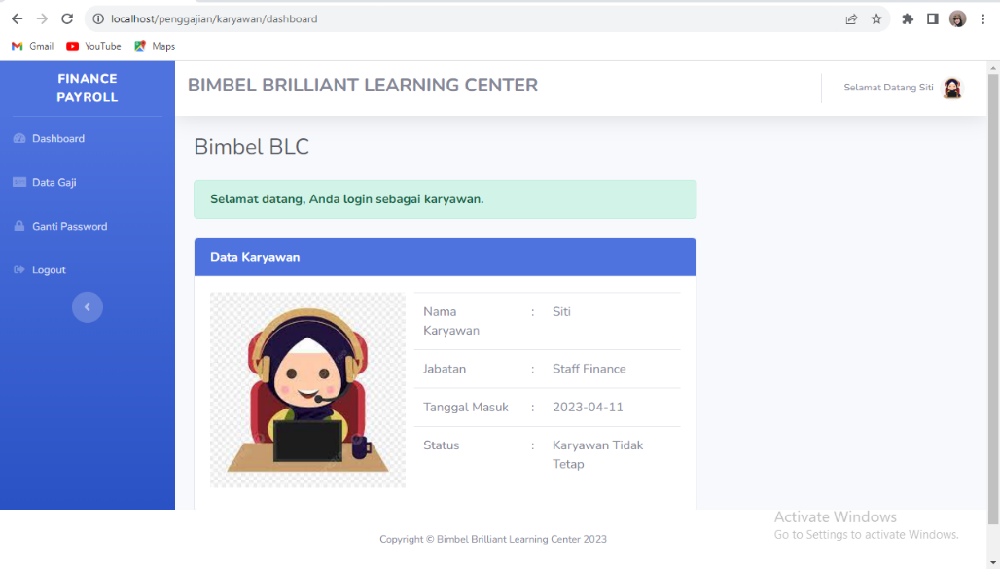 localhost/penggajian/karyawan/dashboard
Gmail YouTube Maps
FINANCE
PAYROLL
Dashboard
Data Gaji
Ganti Password
Logout
BIMBEL BRILLIANT LEARNING CENTER
Selamat Datang Siti
Bimbel BLC
Selamat datang, Anda login sebagai karyawan.
Data Karyawan
Nama : Siti
Karyawan
Jabatan : Staff Finance
Tanggal Masuk : 2023-04-11
Status : Karyawan Tidak
Tetap
Activate Windows
Go to Settings to activate Windows.
Copyright © Bimbel Brilliant Learning Center 2023